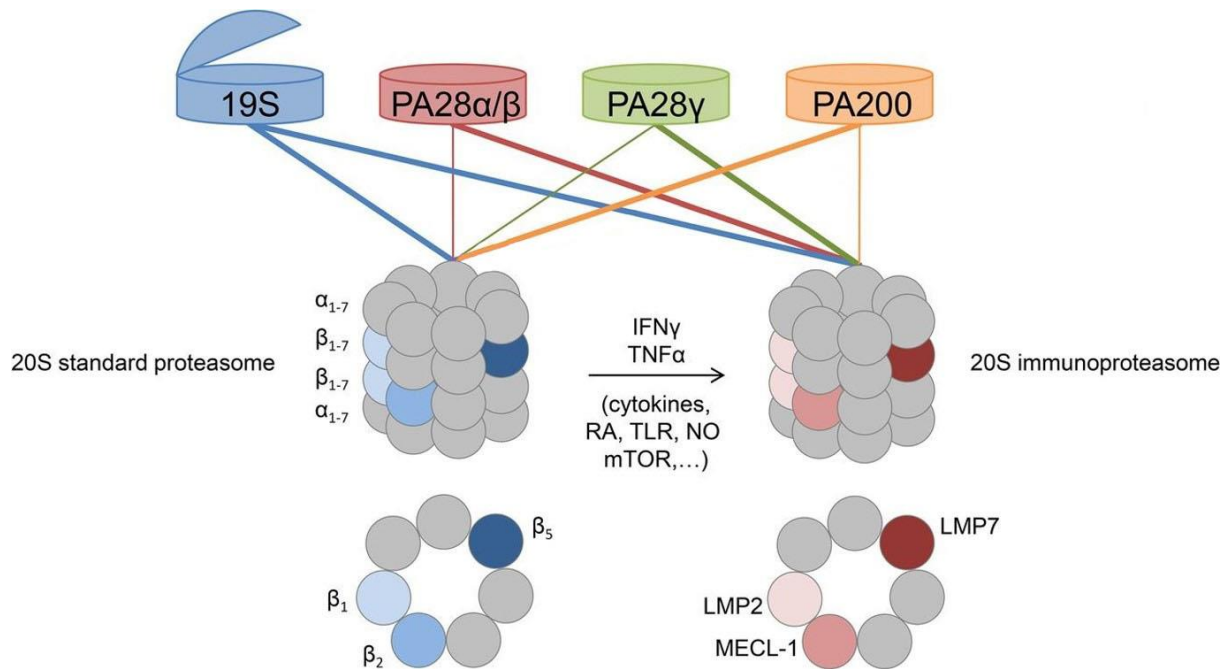 19S
PA28α/β
PA28γ
PA200
α1-7
β1-7
β1-7
α1-7
20S standard proteasome
IFNγ
TNFα
(cytokines,
RA, TLR, NO
mTOR,...)
20S immunoproteasome
β5
β1
β2
LMP7
LMP2
MECL-1